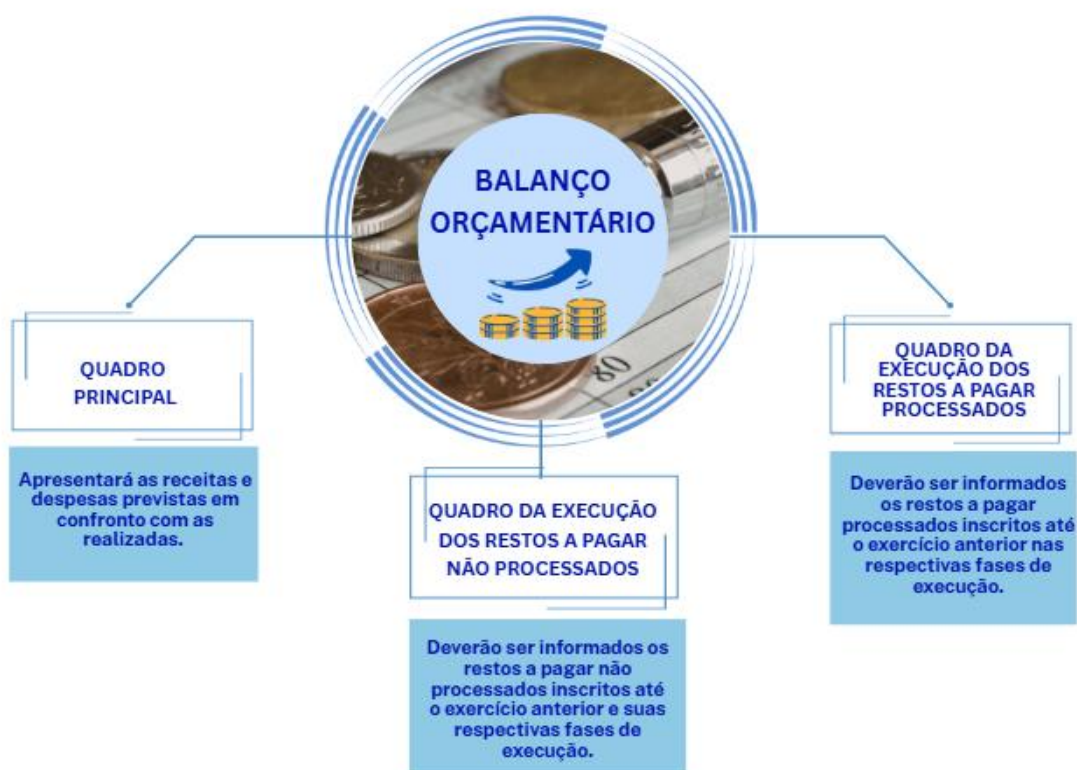 BALANÇO
ORÇAMENTÁRIO
80
QUADRO
PRINCIPAL
Apresentará as receitas e
despesas previstas em
confronto com as
realizadas.
QUADRO DA EXECUÇÃO
DOS RESTOS A PAGAR
NÃO PROCESSADOS
Deverão ser informados os
restos a pagar não
processados inscritos até
o exercício anterior e suas
respectivas fases de
execução.
QUADRO DA
EXECUÇÃO DOS
RESTOS A PAGAR
PROCESSADOS
Deverão ser informados
os restos a pagar
processados inscritos até
o exercício anterior nas
respectivas fases de
execução.